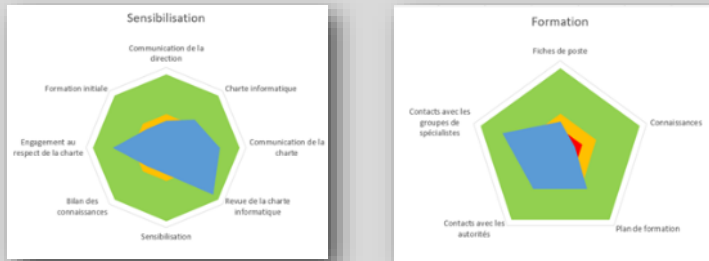 Sensibilisation
Communication de la
direction
Formation initiale
Charte informatique
Engagement au
respect de la charte
Communication de la
charte
Bilan des
connaissances
Revue de la charte
informatique
Sensibilisation
Formation
Fiches de poste
Contacts avec les
groupes de
spécialistes
Connaissances
Contacts avec les
autorités
Plan de formation